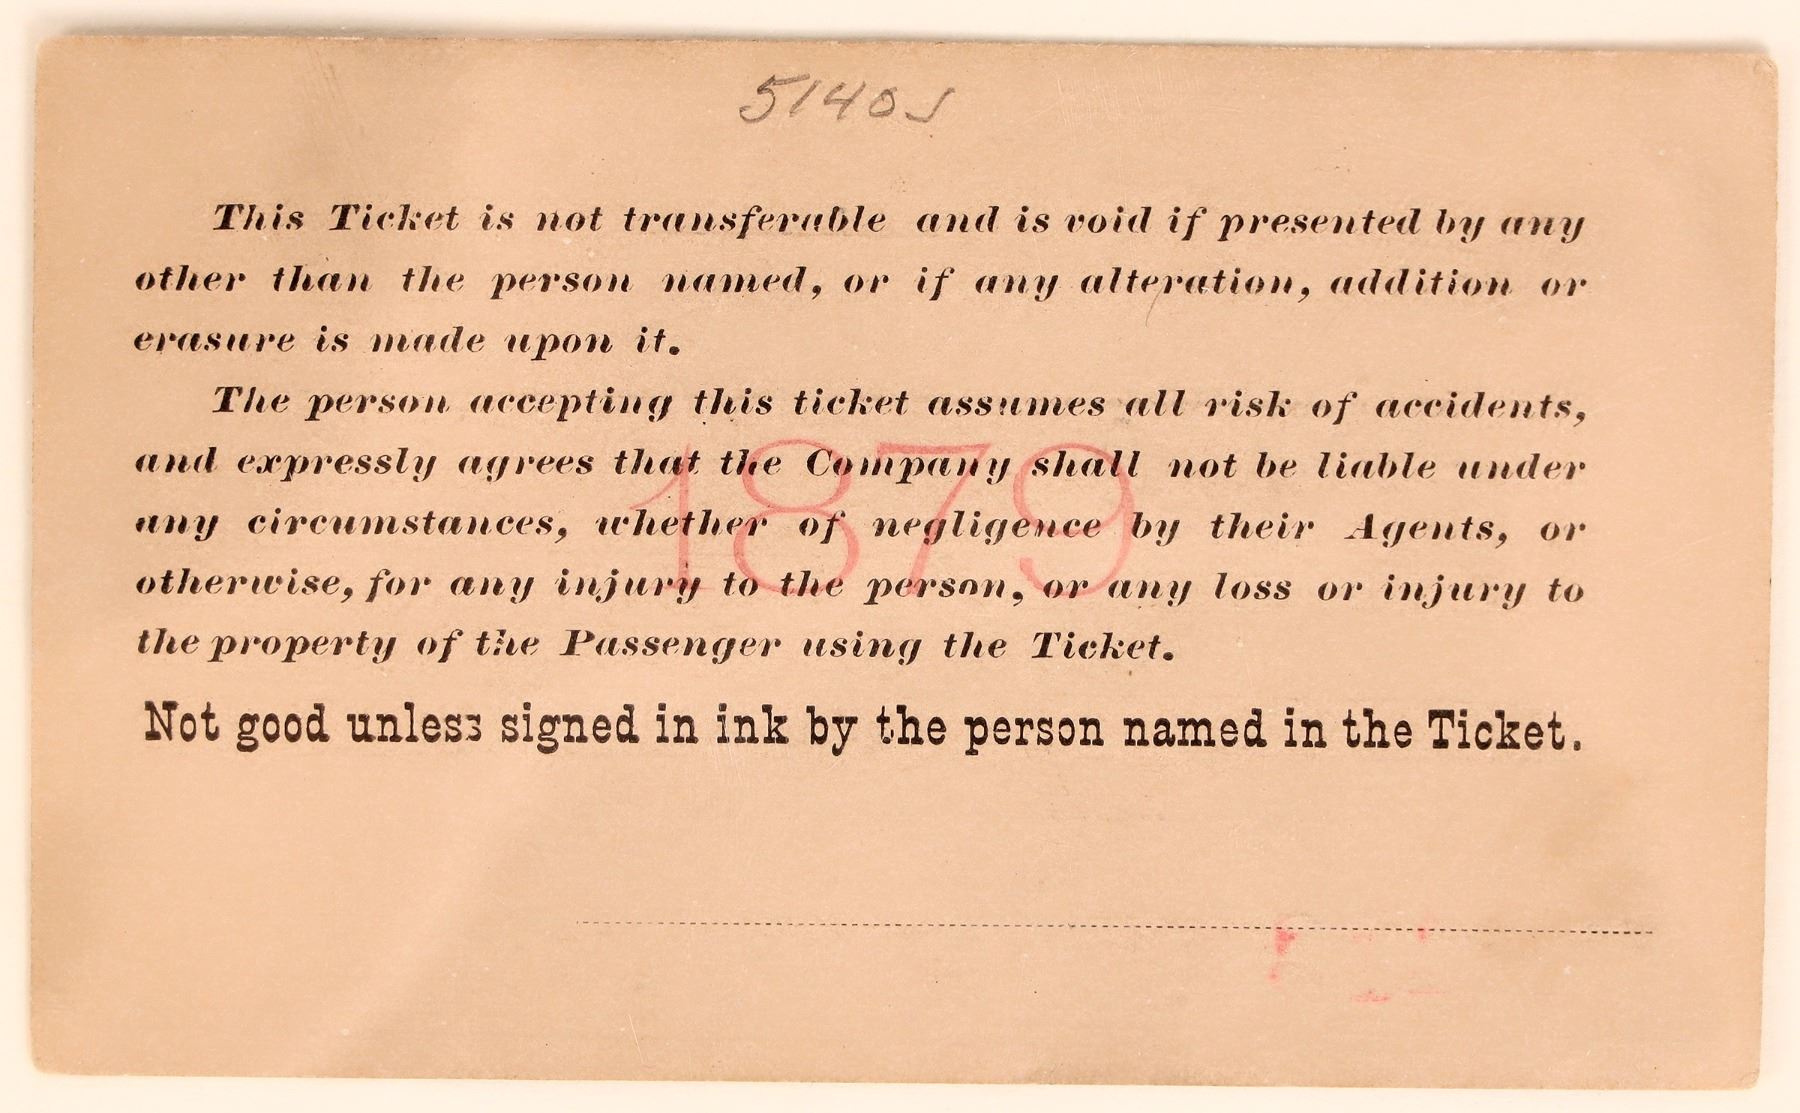 5140
This Ticket is not transferable and is void if presented by any
other than the person named, or if any alteration, addition or
erasure is made upon it.
The person accepting this ticket assumes all risk of accidents,
and expressly agrees that the Company shall not be liable under
1879
any circumstances, whether of negligence by their Agents, or
otherwise, for any injury to the person, or any loss or injury to
the property of the Passenger using the Ticket.
Not good unless signed in ink by the person named in the Ticket.